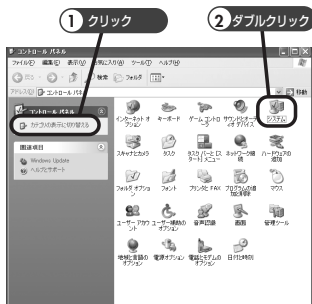 1 クリック
2 ダブルクリック
コントロール パネル
ファイル(F) 編集(E) 表示(V) お気に入り(A) ツール(T) ヘルプ(H)
戻る 検索 フォルダ
アドレス(D) コントロール パネル 移動
コントロール パネル
カテゴリの表示に切り替える
関連項目
Windows Update
ヘルプとサポート
インターネット オプション
キーボード
ゲーム コントローラ
サウンドとオーディオ デバイス
システム
スキャナとカメラ
タスク
タスク バーと [スタート] メニュー
ネットワーク接続
ハードウェアの追加
フォルダ オプション
フォント
プリンタと FAX
プログラムの追加と削除
マウス
ユーザー アカウント
ユーザー補助のオプション
音声認識
画面
管理ツール
地域と言語のオプション
電源オプション
電話とモデムのオプション
日付と時刻